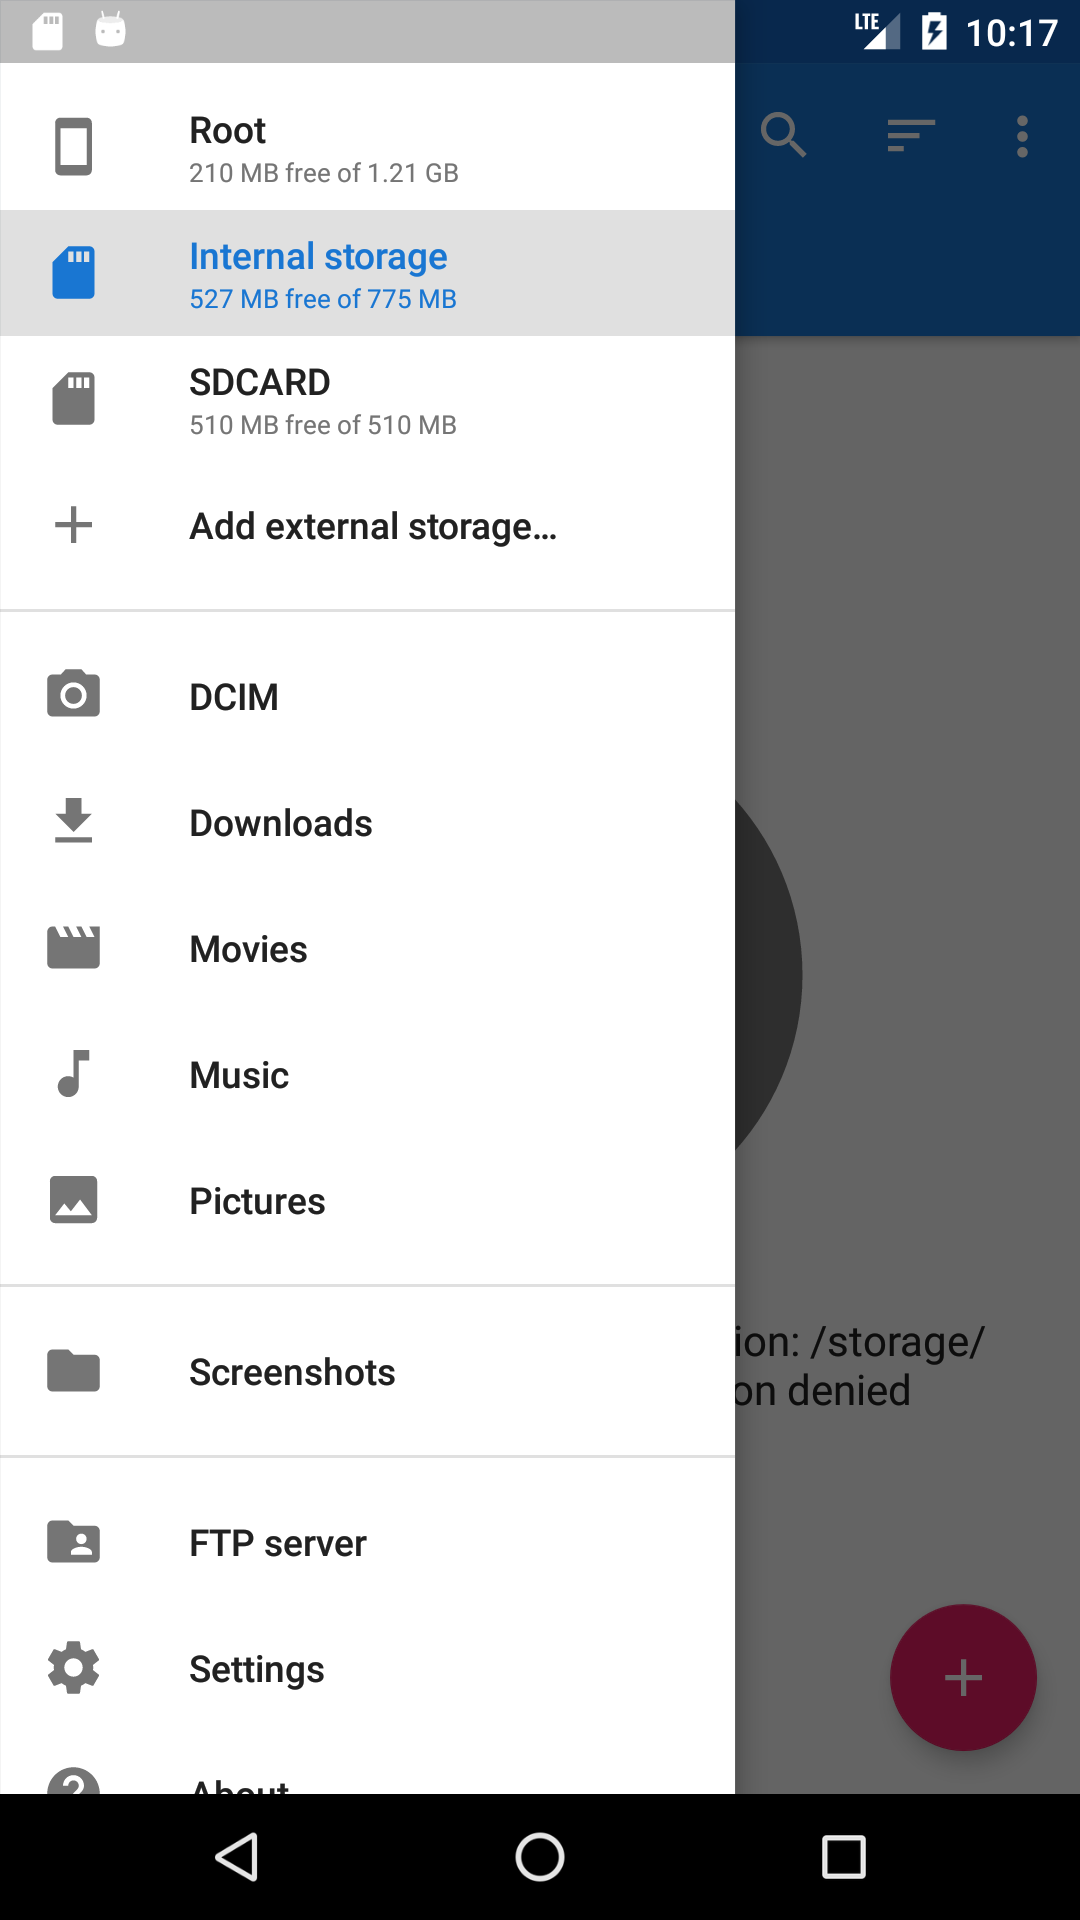 LTE 10:17
Root
210 MB free of 1.21 GB
Internal storage
527 MB free of 775 MB
SDCARD
510 MB free of 510 MB
Add external storage…
DCIM
Downloads
Movies
Music
Pictures
ion: /storage/
Screenshots
on denied
FTP server
Settings
About